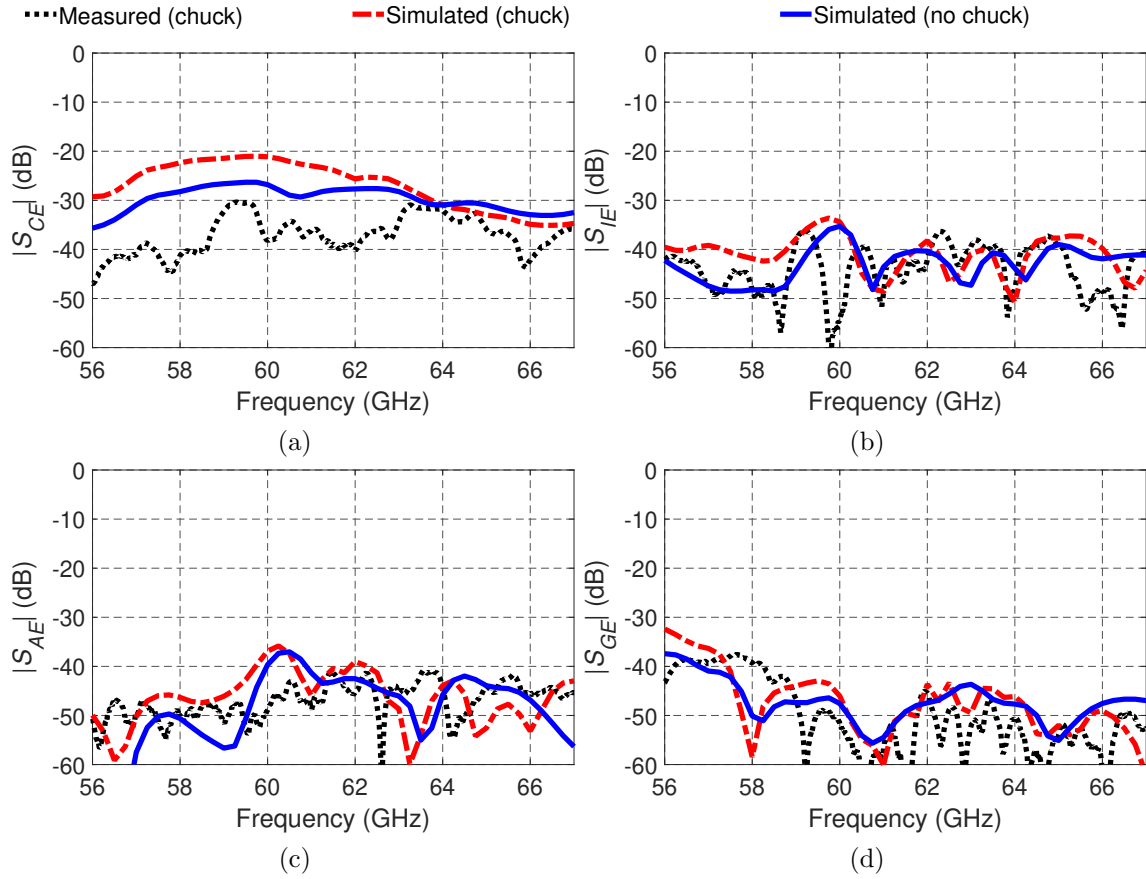 Measured (chuck) Simulated (chuck) Simulated (no chuck)
0 0
-10 -10
-20 -20
-30 -30
-40 -40
-50 -50
-60 -60
|S_CE| (dB) |S_IE| (dB)
56 58 60 62 64 66 56 58 60 62 64 66
Frequency (GHz) Frequency (GHz)
(a) (b)
0 0
-10 -10
-20 -20
-30 -30
-40 -40
-50 -50
-60 -60
|S_AE| (dB) |S_GE| (dB)
56 58 60 62 64 66 56 58 60 62 64 66
Frequency (GHz) Frequency (GHz)
(c) (d)